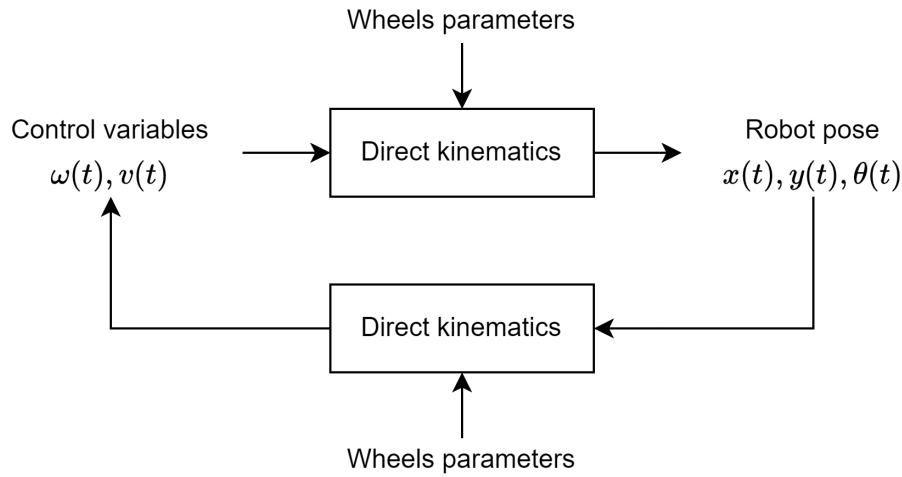 Wheels parameters
Control variables
ω(t), v(t)
Direct kinematics
Robot pose
x(t), y(t), θ(t)
Direct kinematics
Wheels parameters